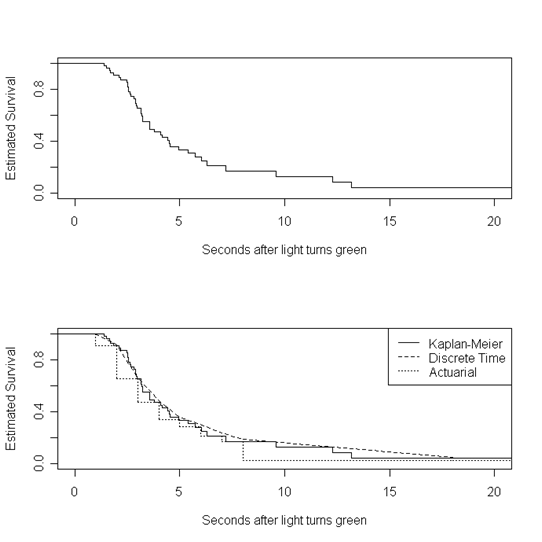 Estimated Survival
0.8
0.4
0.0
0 5 10 15 20
Seconds after light turns green
Estimated Survival
0.8
0.4
0.0
Kaplan-Meier
Discrete Time
Actuarial
0 5 10 15 20
Seconds after light turns green